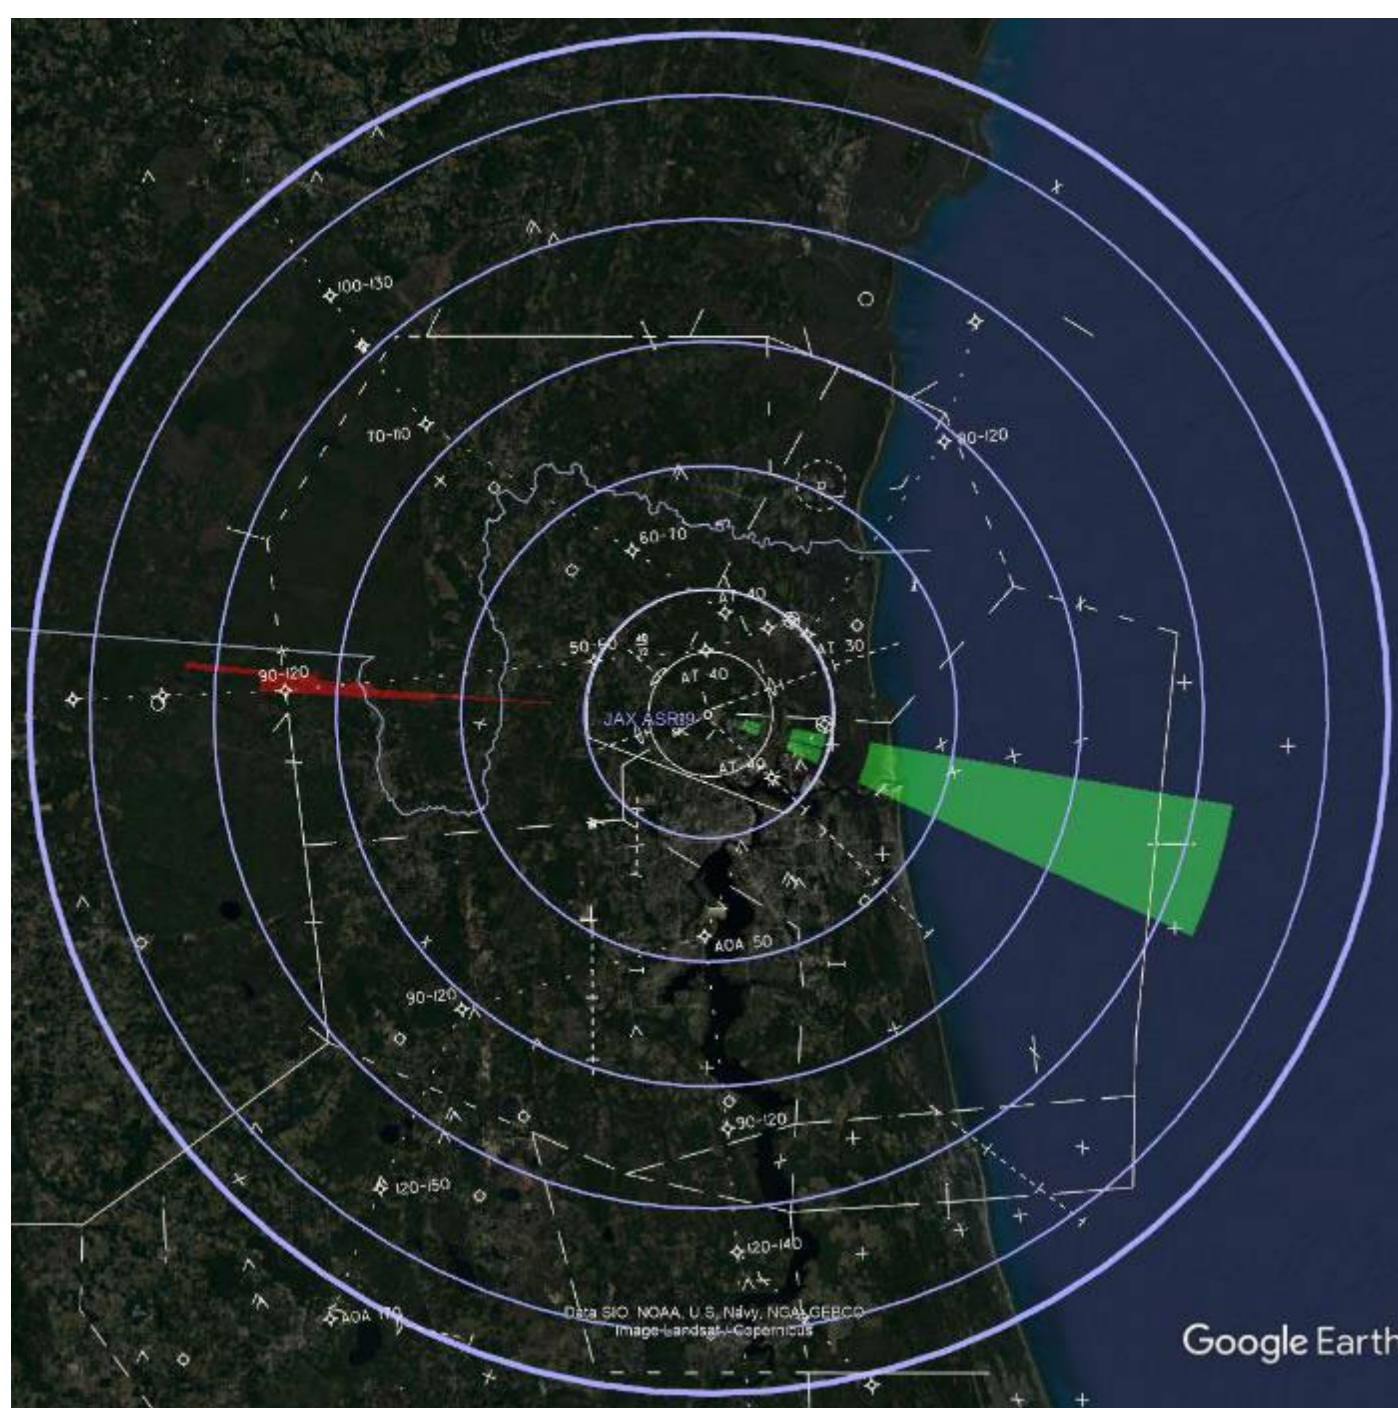 100-130
70-110
90-120
60-70
AT 40
50-60
AT 30
90-120
AT 40
JAX ASR9
AT 40
AOA 50
90-120
90-120
120-150
120-140
AOA 170
Data SIO, NOAA, U.S. Navy, NGA, GEBCO
Image Landsat / Copernicus
Google Earth